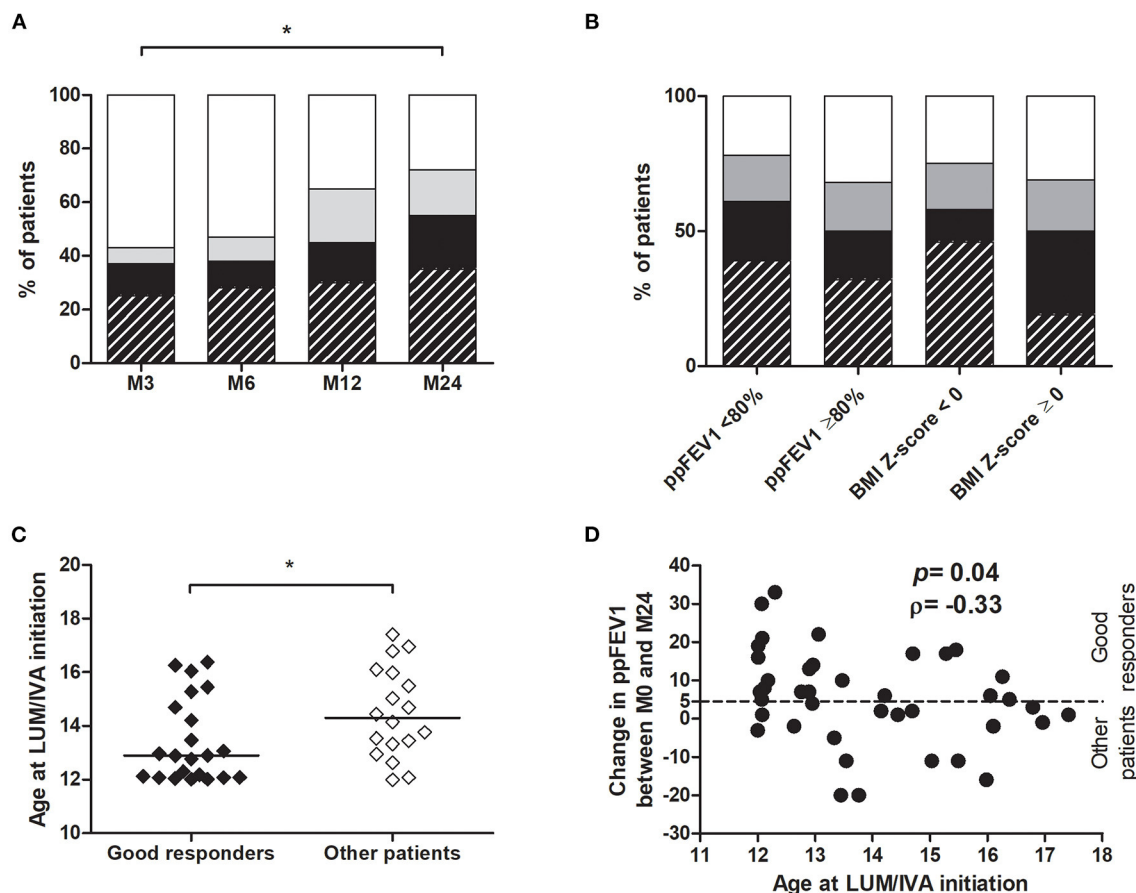 A
*
100
80
60
40
20
0
% of patients
M3 M6 M12 M24
B
100
50
0
% of patients
ppFEV1 <80%
ppFEV1 ≥80%
BMI Z-score < 0
BMI Z-score ≥ 0
C
*
20
18
16
14
12
10
Age at LUM/IVA initiation
Good responders Other patients
D
40
30
20
10
5
0
-10
-20
-30
Change in ppFEV1
between M0 and M24
p= 0.04
ρ= -0.33
Good
responders
Other
patients
11 12 13 14 15 16 17 18
Age at LUM/IVA initiation